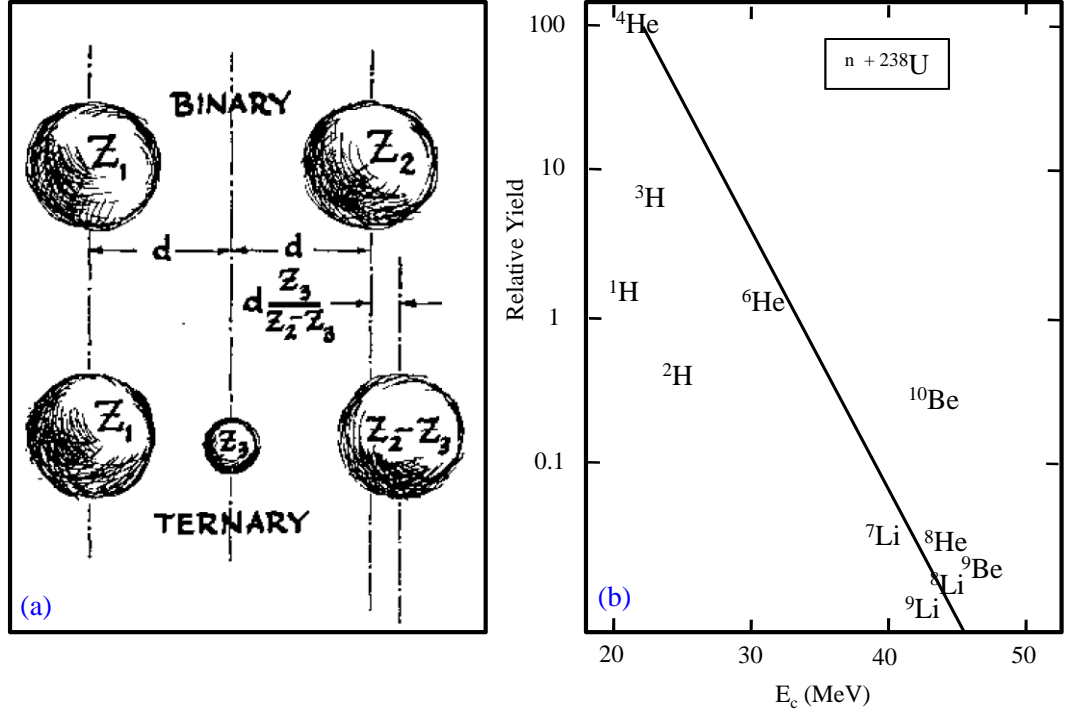 BINARY
Z₁ Z₂
d d
d Z₃
Z₂-Z₃
Z₁ Z₃ Z₂-Z₃
TERNARY
(a)
Relative Yield
100
10
1
0.1
n + ²³⁸U
⁴He
³H
¹H
⁶He
²H
¹⁰Be
⁷Li
⁸He
⁹Be
⁸Li
⁹Li
(b)
20 30 40 50
E꜀ (MeV)